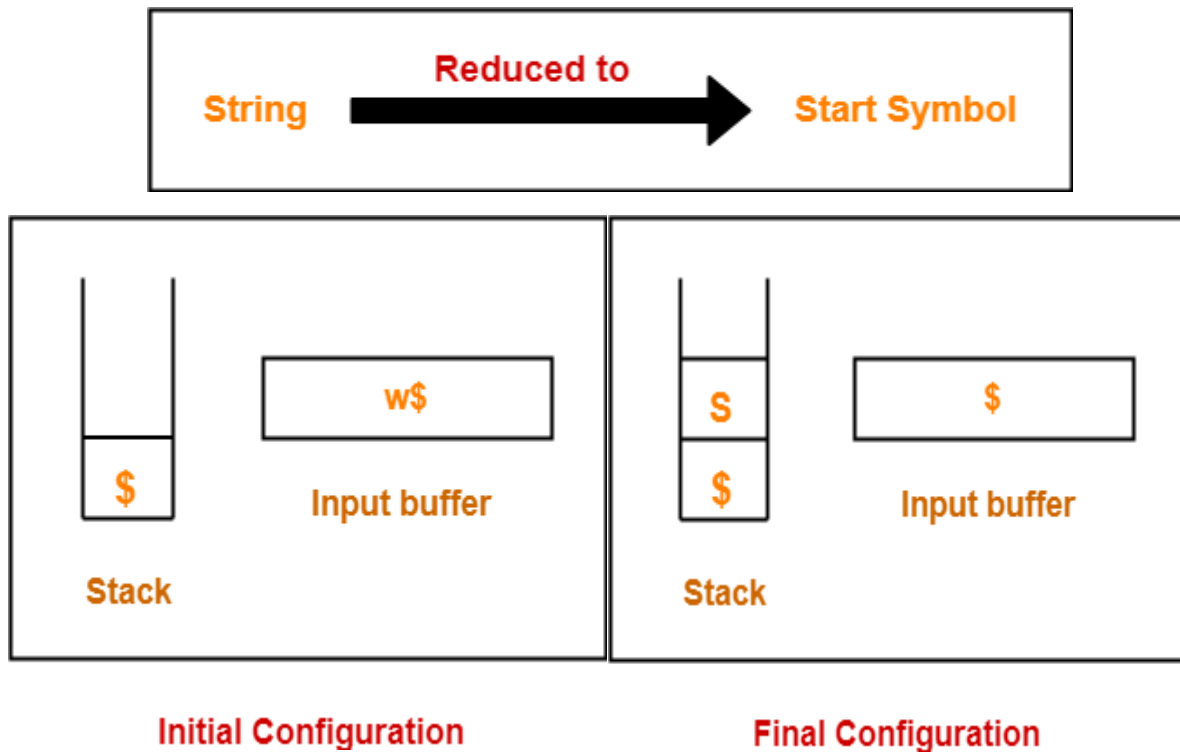 Reduced to
String Start Symbol
w$
$
Input buffer
Stack
Initial Configuration
S
$
$
Input buffer
Stack
Final Configuration